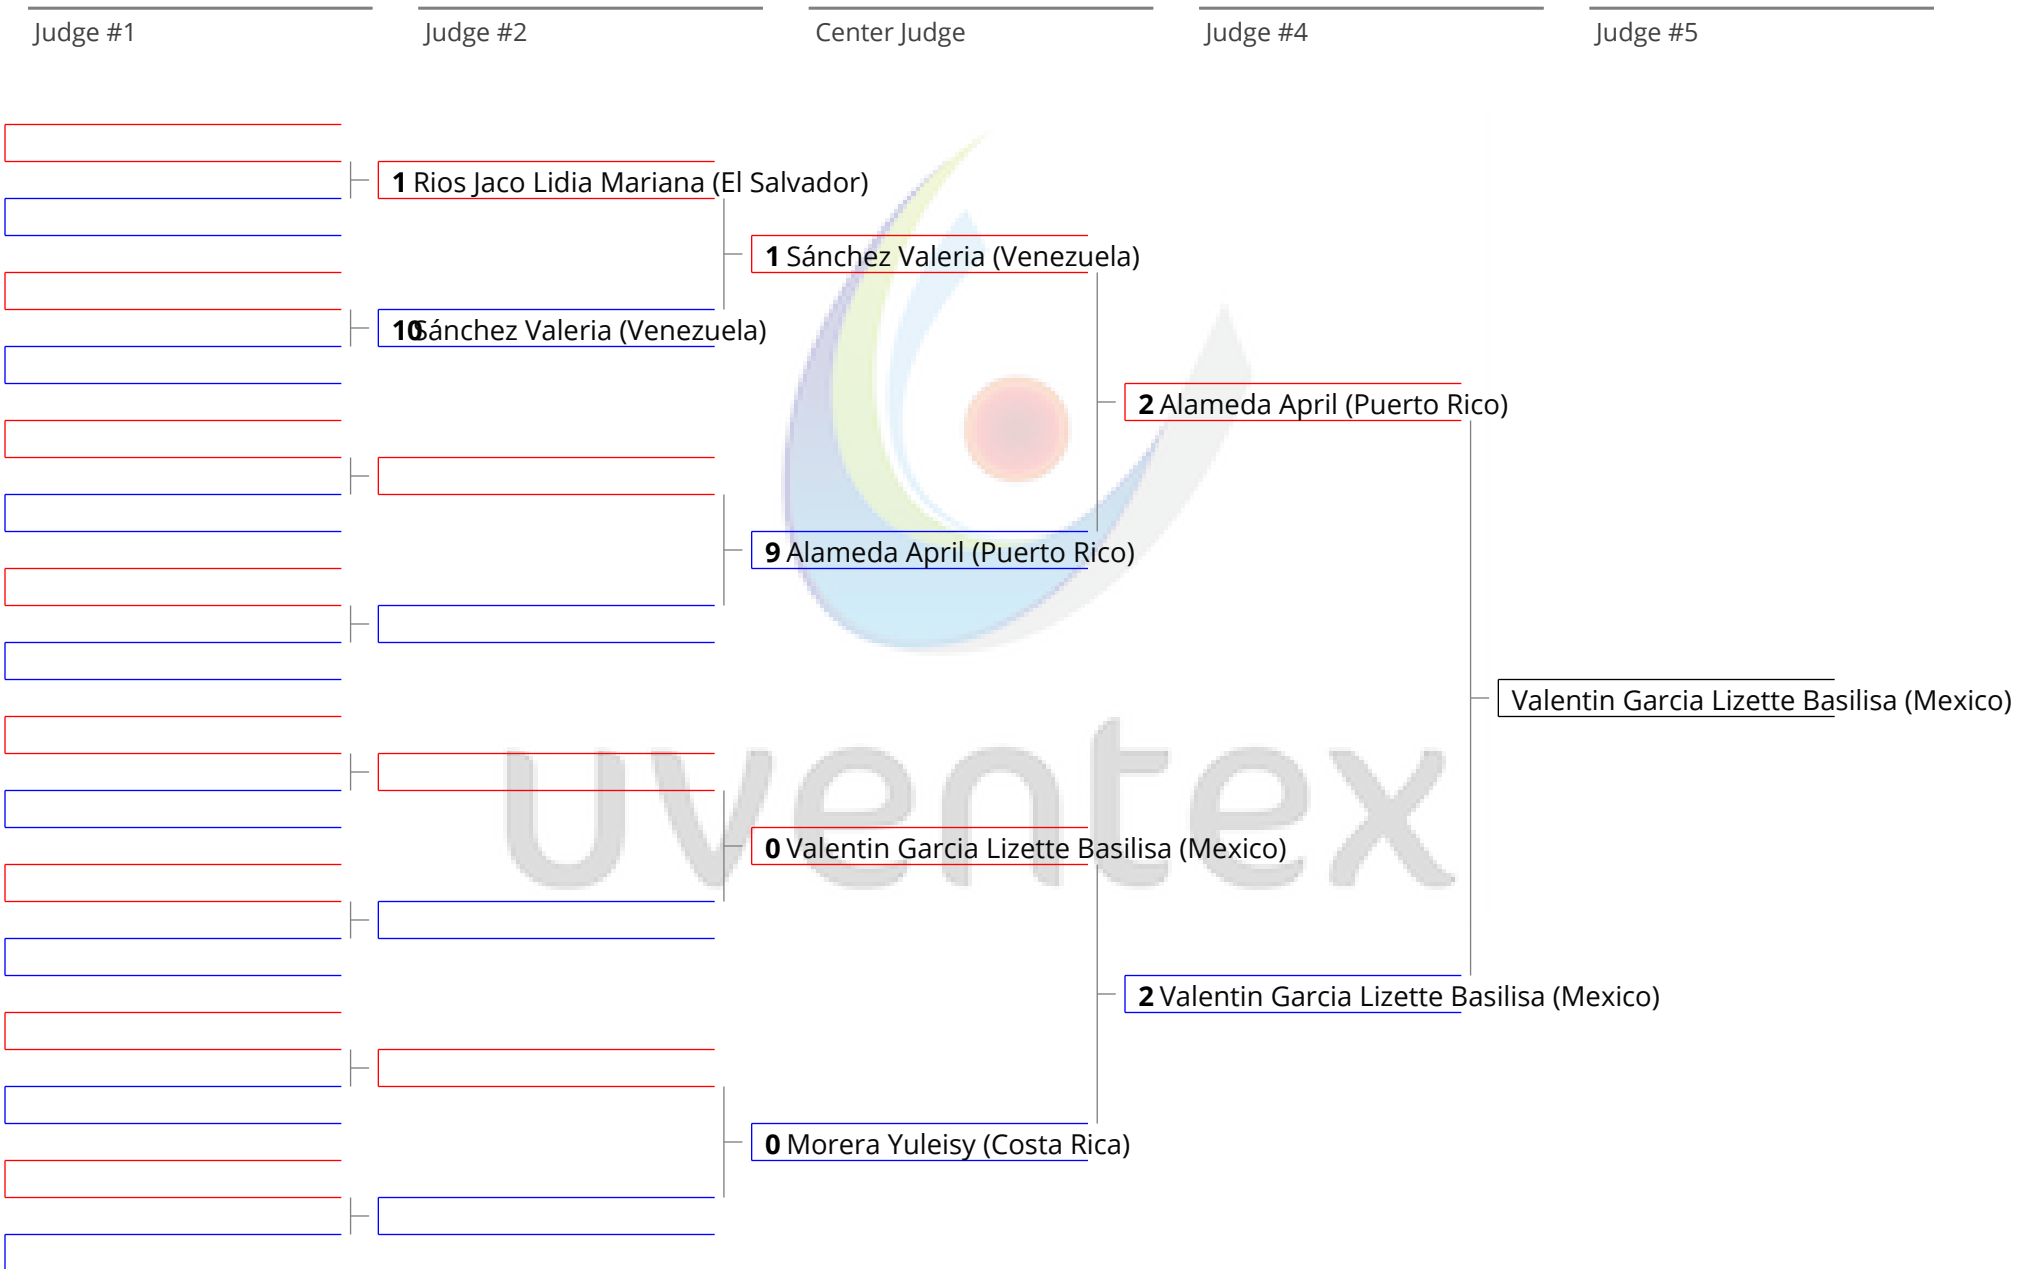 Judge #1
Judge #2
Center Judge
Judge #4
Judge #5
1 Rios Jaco Lidia Mariana (El Salvador)
1 Sánchez Valeria (Venezuela)
10 Sánchez Valeria (Venezuela)
2 Alameda April (Puerto Rico)
9 Alameda April (Puerto Rico)
Valentin Garcia Lizette Basilisa (Mexico)
uventex
0 Valentin Garcia Lizette Basilisa (Mexico)
2 Valentin Garcia Lizette Basilisa (Mexico)
0 Morera Yuleisy (Costa Rica)